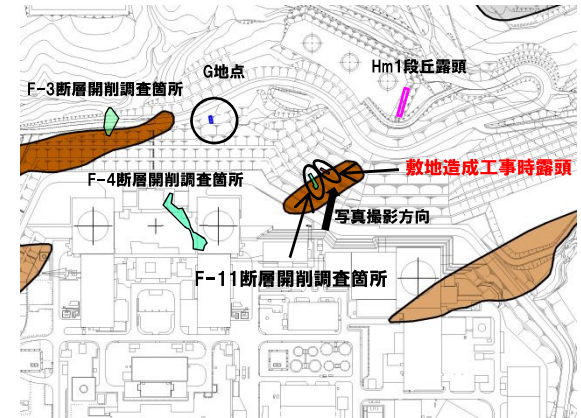 G地点
Hm1段丘露頭
F-3断層開削調査箇所
敷地造成工事時露頭
F-4断層開削調査箇所
写真撮影方向
F-11断層開削調査箇所